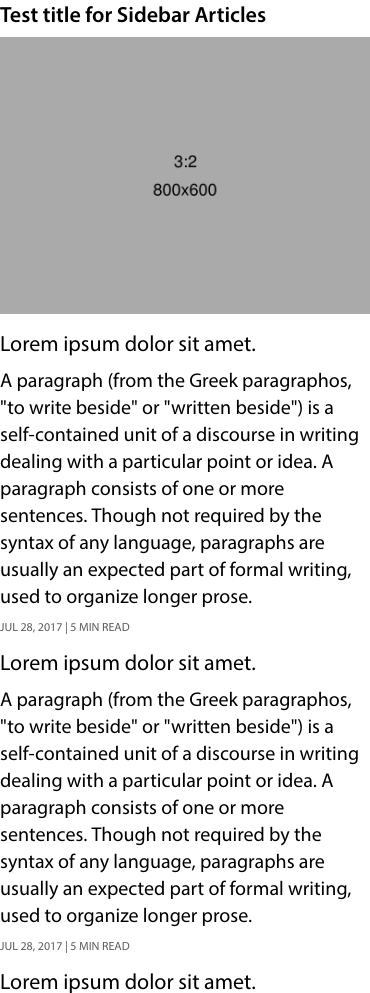 Test title for Sidebar Articles
3:2
800x600
Lorem ipsum dolor sit amet.
A paragraph (from the Greek paragraphos,
"to write beside" or "written beside") is a
self-contained unit of a discourse in writing
dealing with a particular point or idea. A
paragraph consists of one or more
sentences. Though not required by the
syntax of any language, paragraphs are
usually an expected part of formal writing,
used to organize longer prose.
JUL 28, 2017 | 5 MIN READ
Lorem ipsum dolor sit amet.
A paragraph (from the Greek paragraphos,
"to write beside" or "written beside") is a
self-contained unit of a discourse in writing
dealing with a particular point or idea. A
paragraph consists of one or more
sentences. Though not required by the
syntax of any language, paragraphs are
usually an expected part of formal writing,
used to organize longer prose.
JUL 28, 2017 | 5 MIN READ
Lorem ipsum dolor sit amet.